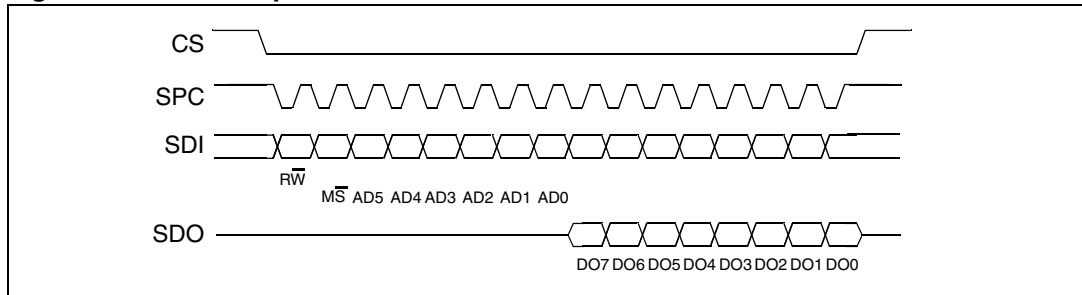 CS
SPC
SDI
RW̅
MS̅ AD5 AD4 AD3 AD2 AD1 AD0
SDO
DO7 DO6 DO5 DO4 DO3 DO2 DO1 DO0